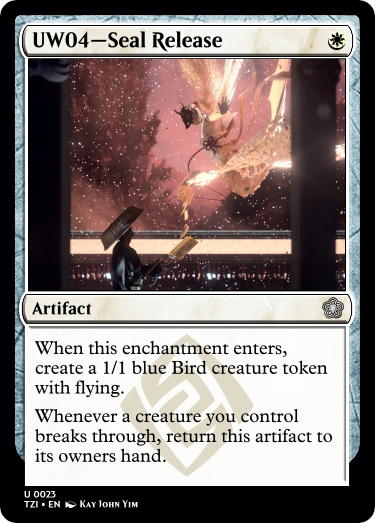 UW04—Seal Release
Artifact
When this enchantment enters,
create a 1/1 blue Bird creature token
with flying.
Whenever a creature you control
breaks through, return this artifact to
its owners hand.
U 0023
TZI • EN Kay John Yim